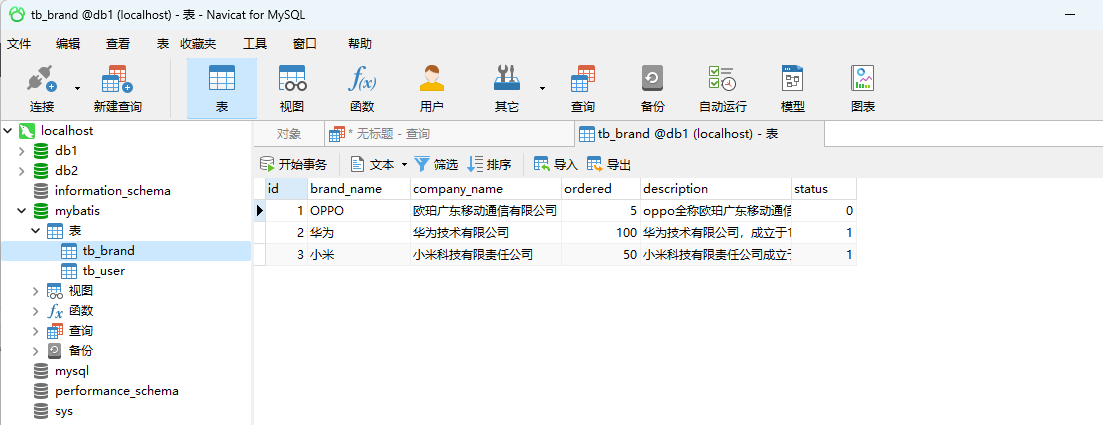 tb_brand @db1 (localhost) - 表 - Navicat for MySQL
文件 编辑 查看 表 收藏夹 工具 窗口 帮助
连接 新建查询 表 视图 函数 用户 其它 查询 备份 自动运行 模型 图表
localhost
db1
db2
information_schema
mybatis
表
tb_brand
tb_user
视图
函数
查询
备份
mysql
performance_schema
sys
对象 * 无标题 - 查询 tb_brand @db1 (localhost) - 表
开始事务 文本 筛选 排序 导入 导出
id brand_name company_name ordered description status
1 OPPO 欧珀广东移动通信有限公司 5 oppo全称欧珀广东移动通信 0
2 华为 华为技术有限公司 100 华为技术有限公司，成立于1 1
3 小米 小米科技有限责任公司 50 小米科技有限责任公司成立于 1